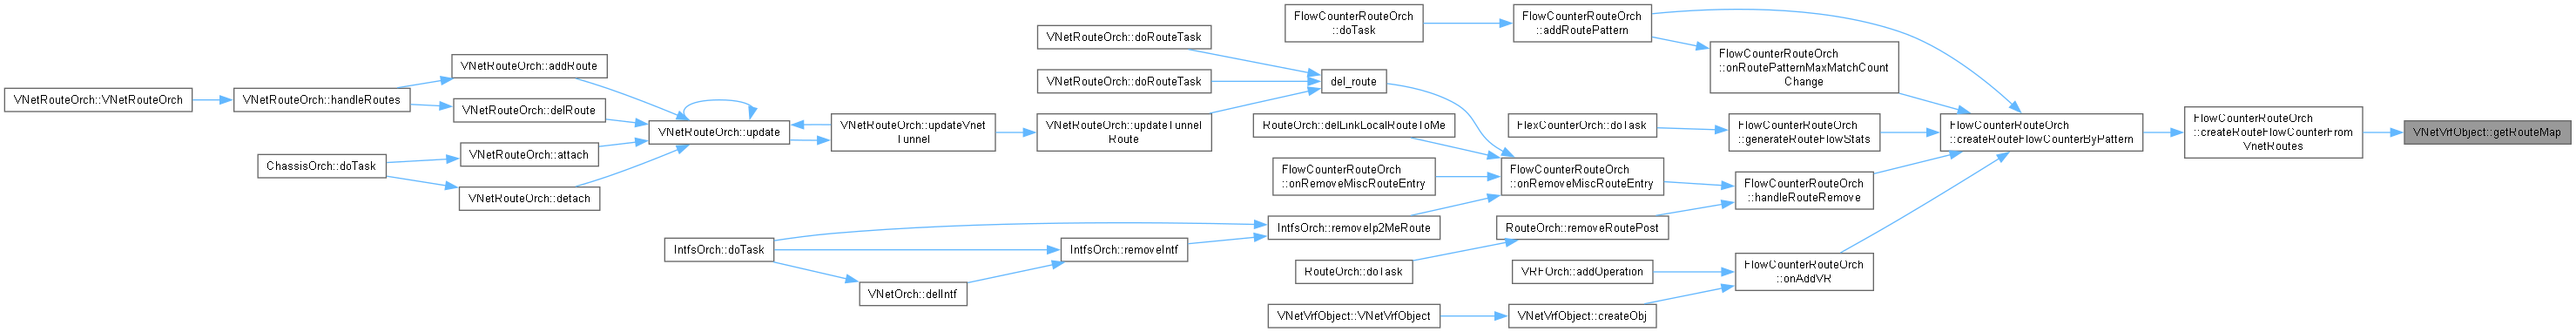 VNetRouteOrch::VNetRouteOrch
VNetRouteOrch::handleRoutes
VNetRouteOrch::addRoute
VNetRouteOrch::delRoute
ChassisOrch::doTask
VNetRouteOrch::attach
VNetRouteOrch::detach
VNetRouteOrch::update
VNetRouteOrch::updateVnet
Tunnel
VNetRouteOrch::doRouteTask
VNetRouteOrch::doRouteTask
VNetRouteOrch::updateTunnel
Route
del_route
FlowCounterRouteOrch
::doTask
FlowCounterRouteOrch
::addRoutePattern
FlowCounterRouteOrch
::onRoutePatternMaxMatchCount
Change
RouteOrch::delLinkLocalRouteToMe
FlexCounterOrch::doTask
FlowCounterRouteOrch
::generateRouteFlowStats
FlowCounterRouteOrch
::createRouteFlowCounterByPattern
FlowCounterRouteOrch
::createRouteFlowCounterFrom
VnetRoutes
VNetVrfObject::getRouteMap
FlowCounterRouteOrch
::onRemoveMiscRouteEntry
FlowCounterRouteOrch
::onRemoveMiscRouteEntry
FlowCounterRouteOrch
::handleRouteRemove
IntfsOrch::doTask
IntfsOrch::removeIntf
VNetOrch::delIntf
IntfsOrch::removeIp2MeRoute
RouteOrch::removeRoutePost
RouteOrch::doTask
VRFOrch::addOperation
FlowCounterRouteOrch
::onAddVR
VNetVrfObject::VNetVrfObject
VNetVrfObject::createObj